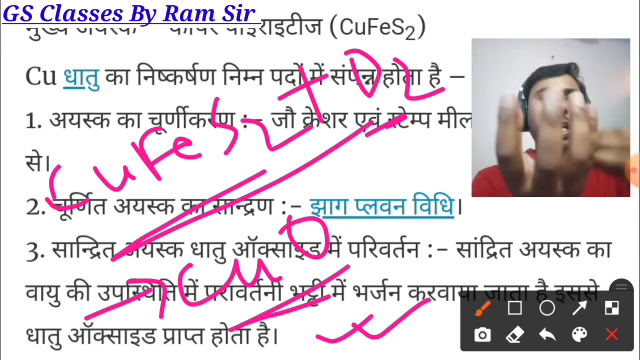 GS Classes By Ram Sir
मुख्य अयस्क – कॉपर पाइराइटीज (CuFeS2)
Cu धातु का निष्कर्षण निम्न पदों में संपन्न होता है –
1. अयस्क का चूर्णीकरण :- जौ क्रेशर एवं स्टेम्प मील
से।
2. चूर्णित अयस्क का सान्द्रण :- झाग प्लवन विधि।
3. सान्द्रित अयस्क धातु ऑक्साइड में परिवर्तन :- सांद्रित अयस्क का
वायु की उपस्थिति में परावर्तनी भट्टी में भर्जन करवाया जाता है इससे
धातु ऑक्साइड प्राप्त होता है।
CuFeS2 + O2
→ CuO